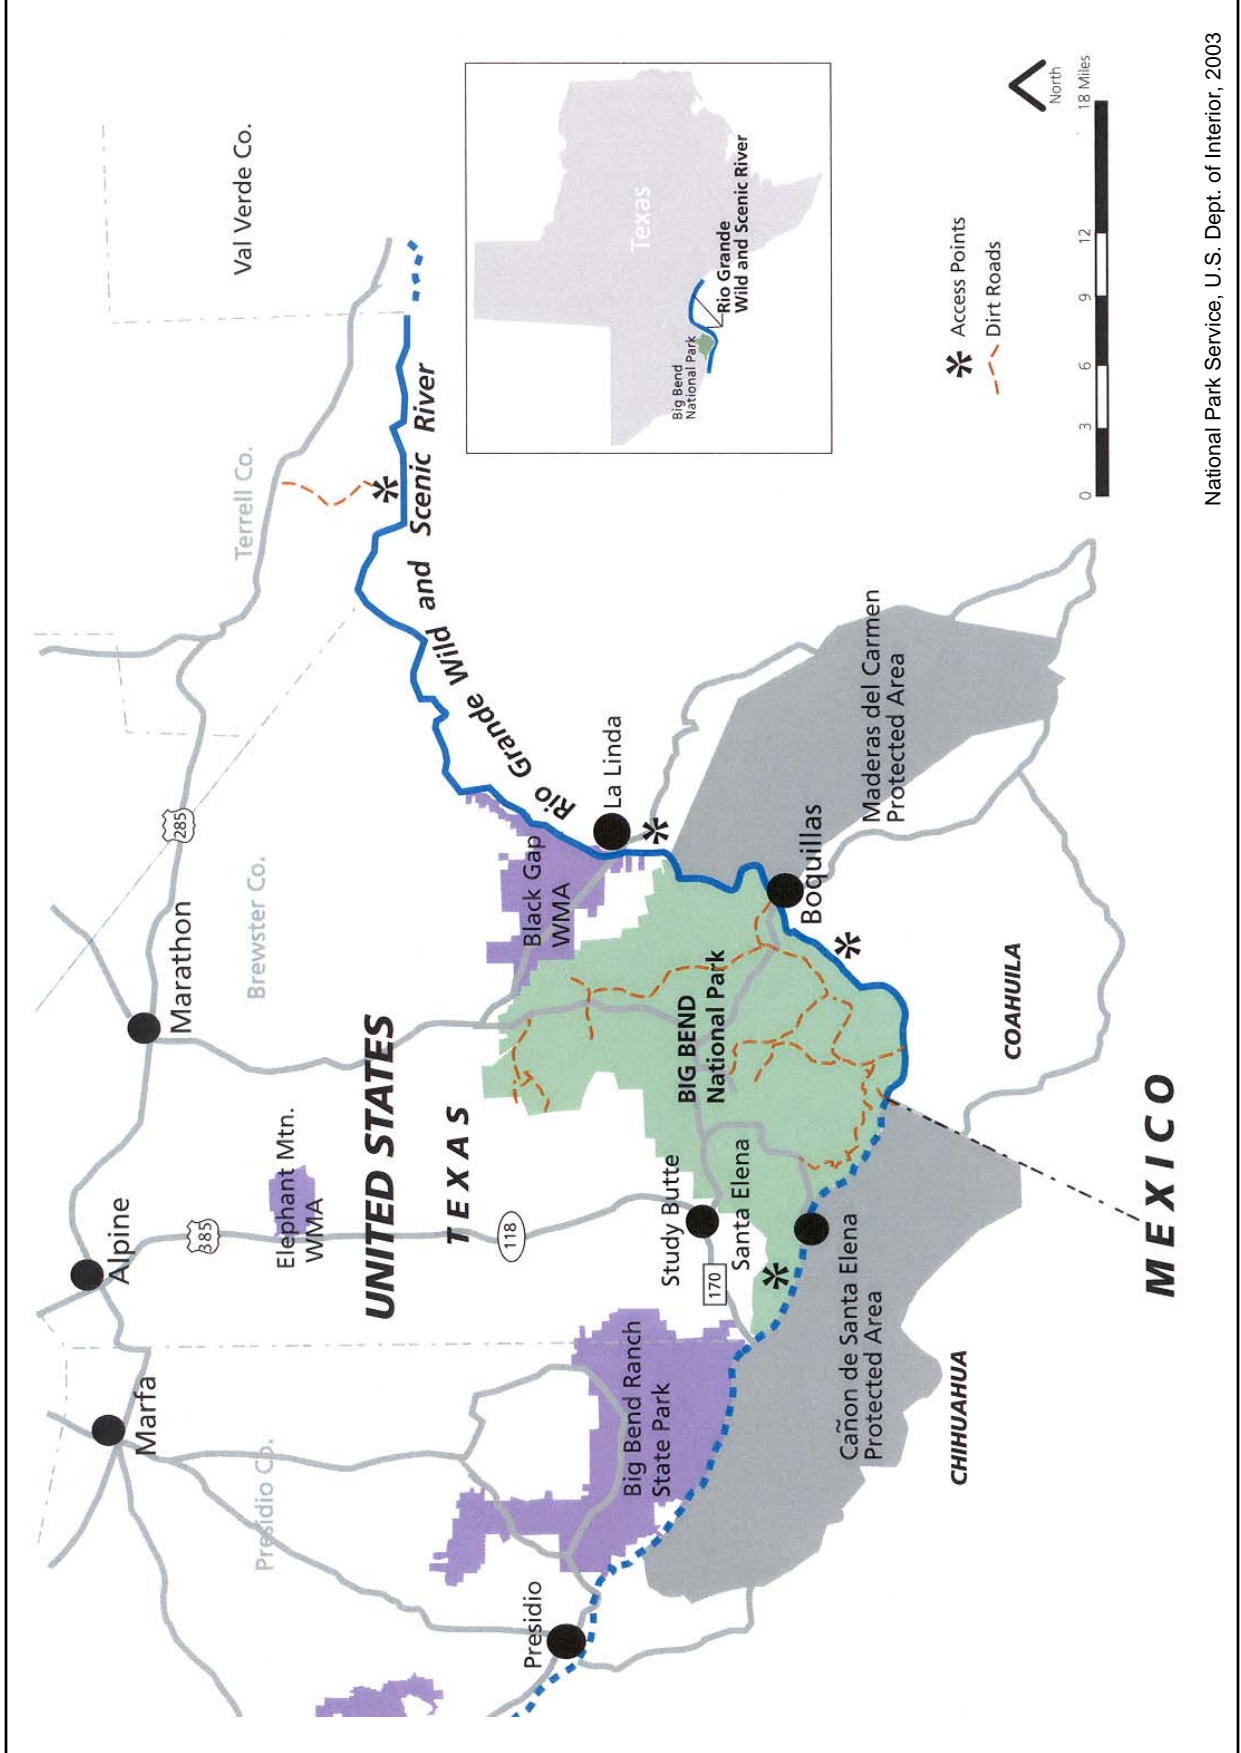 Val Verde Co.
Terrell Co.
285
Marathon
Brewster Co.
Alpine
385
Elephant Mtn.
WMA
Marfa
Presidio Co.
UNITED STATES
TEXAS
118
Rio Grande Wild and Scenic River
La Linda
Black Gap
WMA
BIG BEND
National Park
Boquillas
Maderas del Carmen
Protected Area
Study Butte
170
Santa Elena
Cañon de Santa Elena
Protected Area
Big Bend Ranch
State Park
Presidio
COAHUILA
CHIHUAHUA
MEXICO
Texas
Big Bend
National Park
Rio Grande
Wild and Scenic River
Access Points
Dirt Roads
North
0 3 6 9 12 18 Miles
National Park Service, U.S. Dept. of Interior, 2003